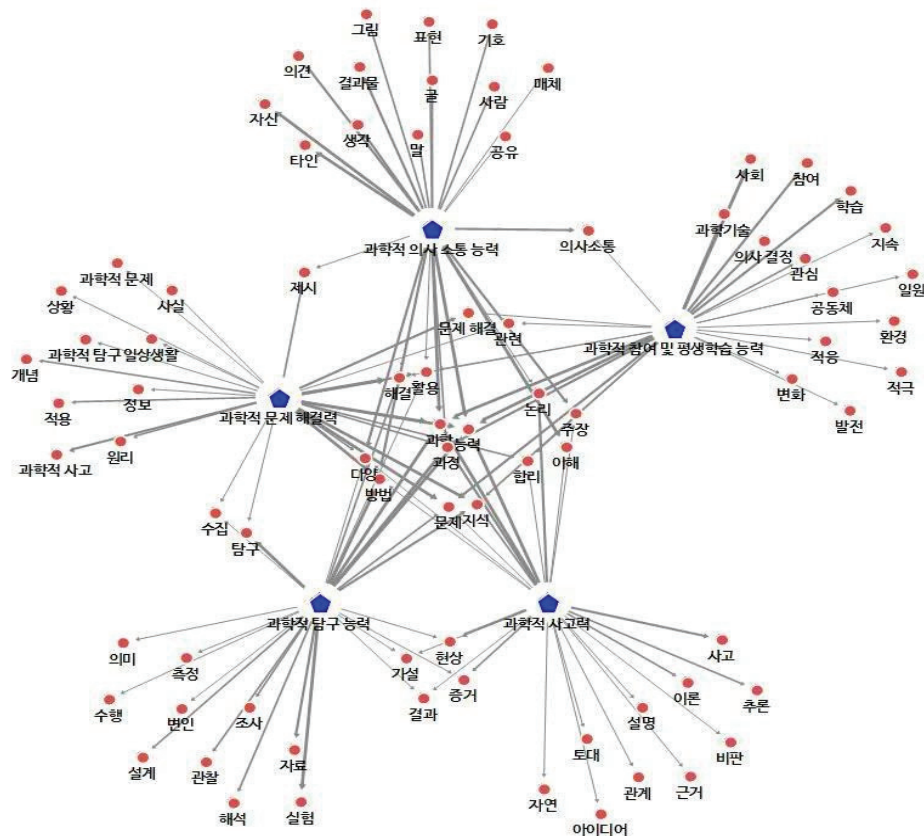 그림
표현
기호
의견
결과물
글
사람
매체
자신
생각
말
공유
타인
과학적 의사 소통 능력
의사소통
제시
사회
참여
과학기술
학습
의사 결정
관심
지속
일원
공동체
환경
과학적 참여 및 평생학습 능력
적응
적극
변화
발전
과학적 문제
사실
상황
과학적 탐구
일상생활
개념
정보
적용
과학적 문제 해결력
과학적 사고
원리
문제 해결
관련
해결
활용
논리
주장
과학
능력
과정
이해
합리
다양
방법
문제
지식
수집
탐구
과학적 탐구 능력
과학적 사고력
의미
측정
현상
가설
증거
결과
수행
변인
조사
설계
관찰
자료
해석
실험
사고
이론
추론
설명
비판
토대
관계
근거
자연
아이디어